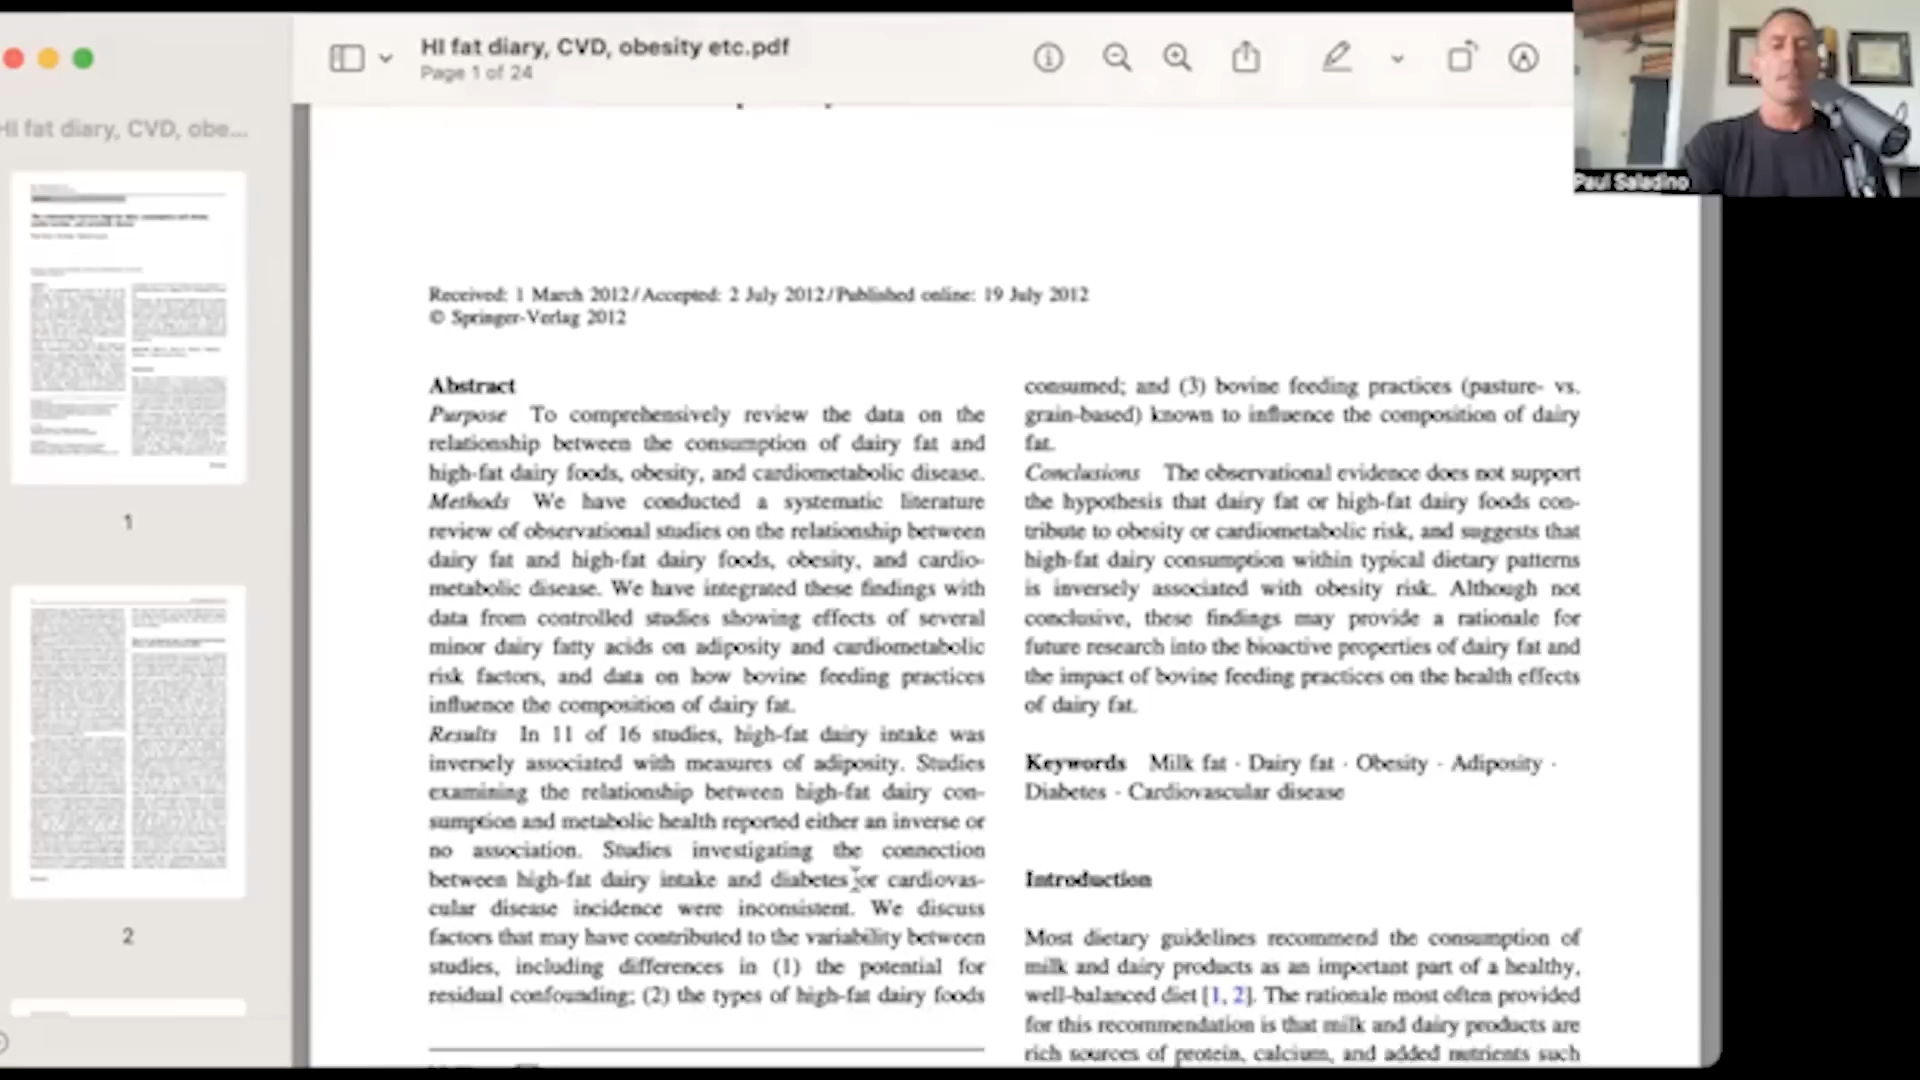 HI fat diary, CVD, obesity etc.pdf
Page 1 of 24
HI fat diary, CVD, obe...
1
2
Paul Saladino
Received: 1 March 2012 / Accepted: 2 July 2012 / Published online: 19 July 2012
© Springer-Verlag 2012
Abstract
Purpose To comprehensively review the data on the
relationship between the consumption of dairy fat and
high-fat dairy foods, obesity, and cardiometabolic disease.
Methods We have conducted a systematic literature
review of observational studies on the relationship between
dairy fat and high-fat dairy foods, obesity, and cardio-
metabolic disease. We have integrated these findings with
data from controlled studies showing effects of several
minor dairy fatty acids on adiposity and cardiometabolic
risk factors, and data on how bovine feeding practices
influence the composition of dairy fat.
Results In 11 of 16 studies, high-fat dairy intake was
inversely associated with measures of adiposity. Studies
examining the relationship between high-fat dairy con-
sumption and metabolic health reported either an inverse or
no association. Studies investigating the connection
between high-fat dairy intake and diabetes or cardiovas-
cular disease incidence were inconsistent. We discuss
factors that may have contributed to the variability between
studies, including differences in (1) the potential for
residual confounding; (2) the types of high-fat dairy foods
consumed; and (3) bovine feeding practices (pasture- vs.
grain-based) known to influence the composition of dairy
fat.
Conclusions The observational evidence does not support
the hypothesis that dairy fat or high-fat dairy foods con-
tribute to obesity or cardiometabolic risk, and suggests that
high-fat dairy consumption within typical dietary patterns
is inversely associated with obesity risk. Although not
conclusive, these findings may provide a rationale for
future research into the bioactive properties of dairy fat and
the impact of bovine feeding practices on the health effects
of dairy fat.
Keywords Milk fat · Dairy fat · Obesity · Adiposity ·
Diabetes · Cardiovascular disease
Introduction
Most dietary guidelines recommend the consumption of
milk and dairy products as an important part of a healthy,
well-balanced diet [1, 2]. The rationale most often provided
for this recommendation is that milk and dairy products are
rich sources of protein, calcium, and added nutrients such